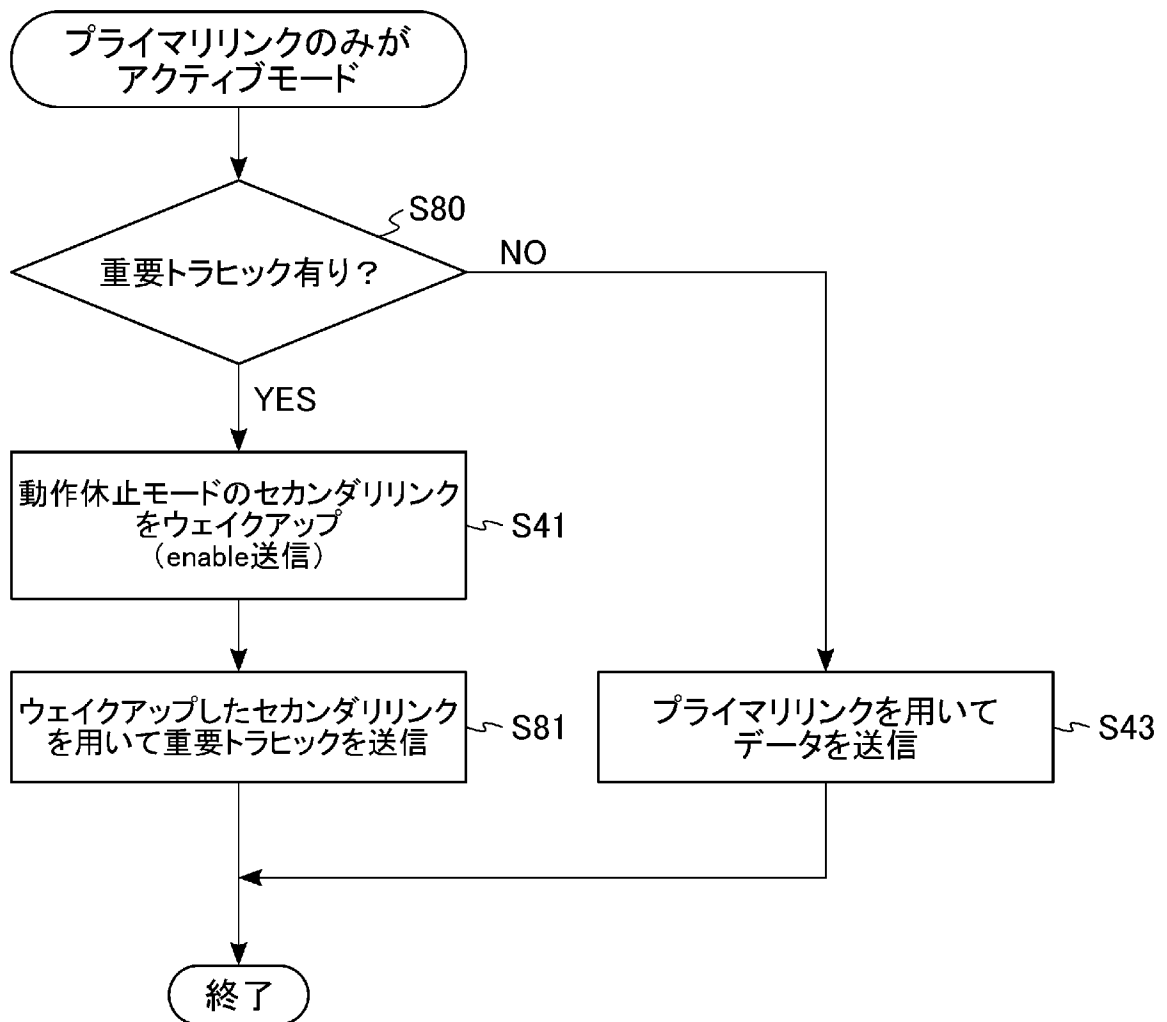 プライマリリンクのみが
アクティブモード
S80
重要トラヒック有り？
NO
YES
動作休止モードのセカンダリリンク
をウェイクアップ
（enable送信）
S41
ウェイクアップしたセカンダリリンク
を用いて重要トラヒックを送信
S81
プライマリリンクを用いて
データを送信
S43
終了